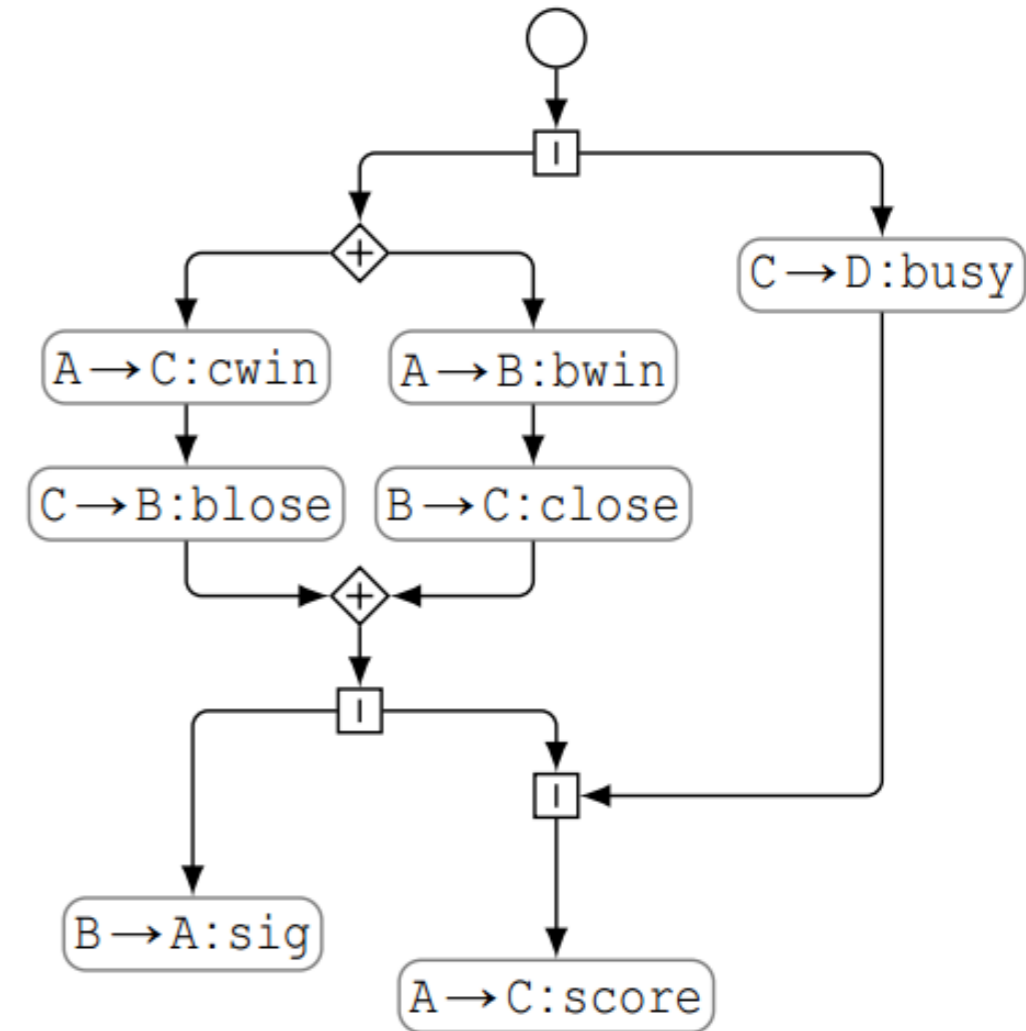 |
+
C→D:busy
A→C:cwin
A→B:bwin
C→B:blose
B→C:close
+
|
|
B→A:sig
A→C:score